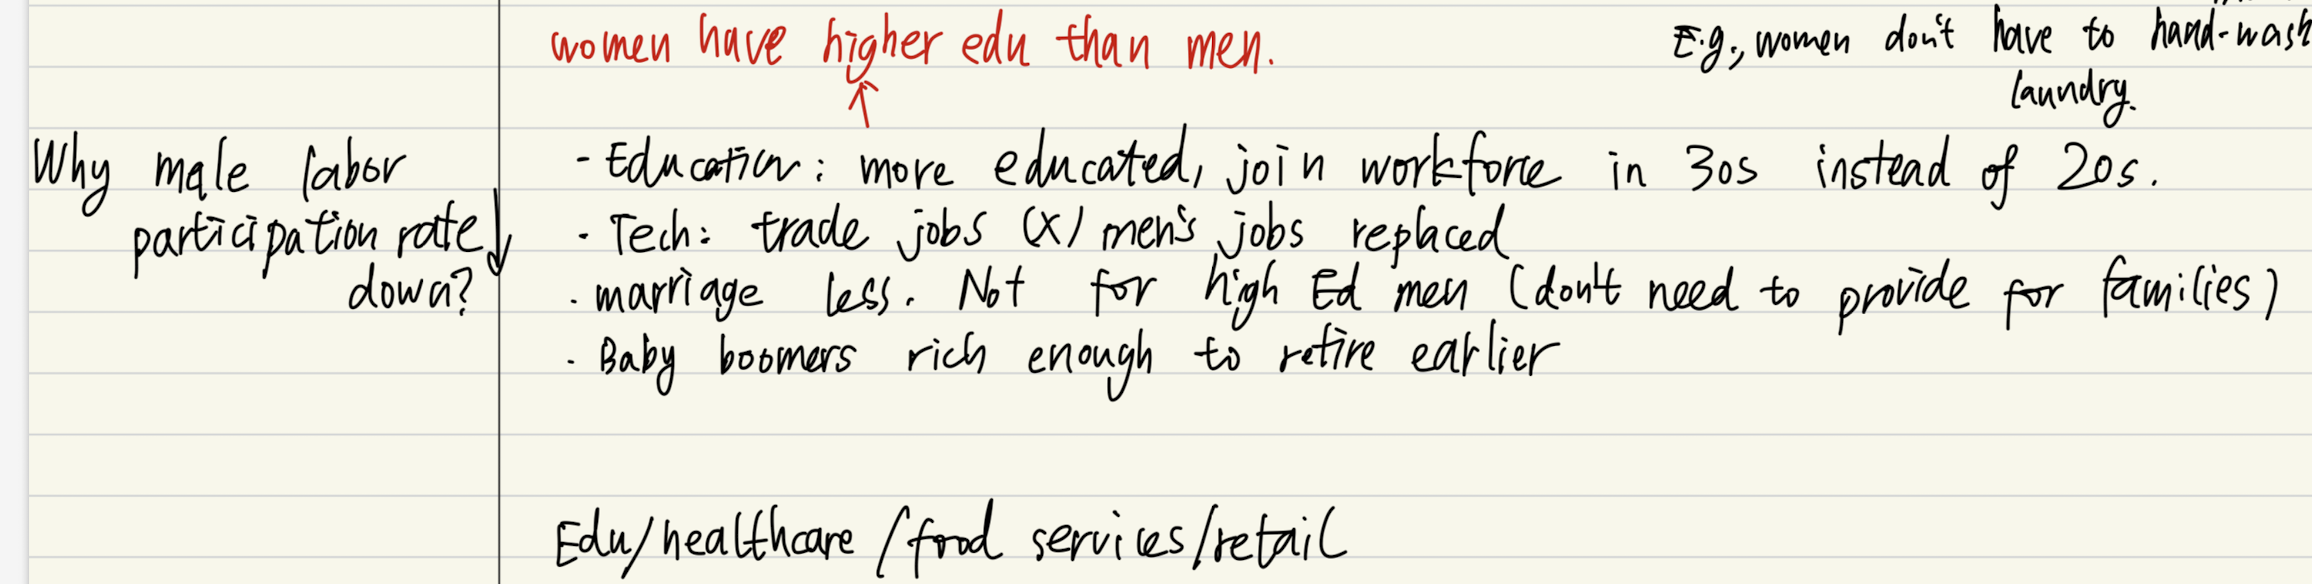 women have higher edu than men.
E.g., women don't have to hand-wash
laundry.
Why male labor
participation rate ↓
down?
- Education: more educated, join workforce in 30s instead of 20s.
- Tech: trade jobs (X) men's jobs replaced
· marriage less. Not for high Ed men (don't need to provide for families)
· Baby boomers rich enough to retire earlier
Edu/healthcare/food services/retail